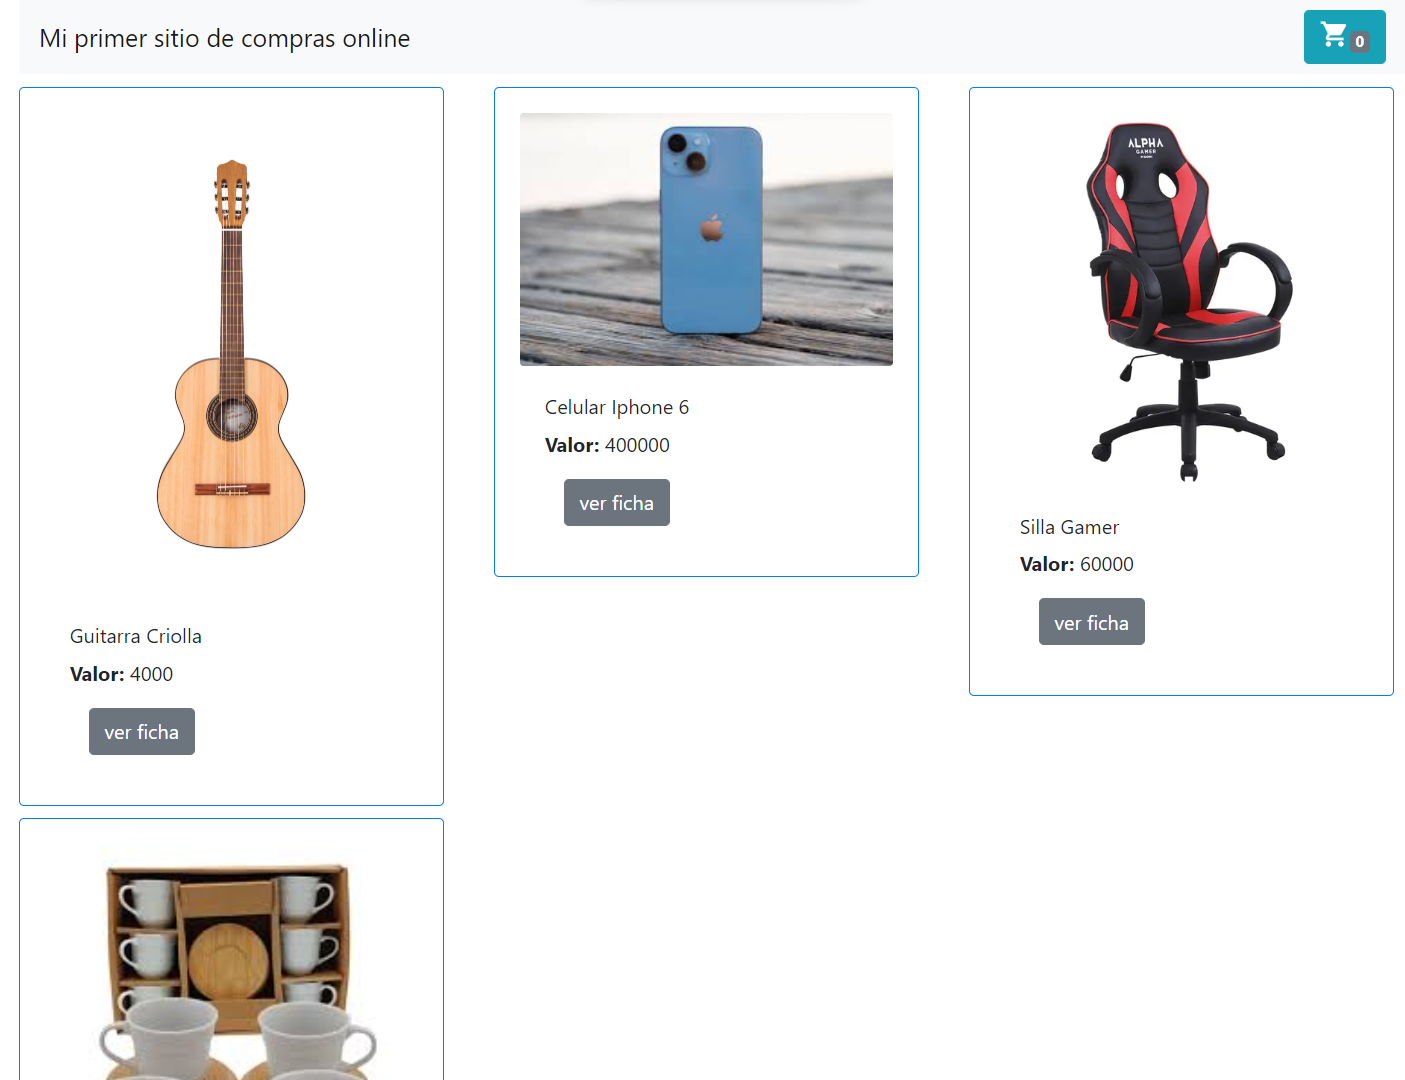 Mi primer sitio de compras online
0
Guitarra Criolla
Valor: 4000
ver ficha
Celular Iphone 6
Valor: 400000
ver ficha
ALPHA
GAMER
Silla Gamer
Valor: 60000
ver ficha